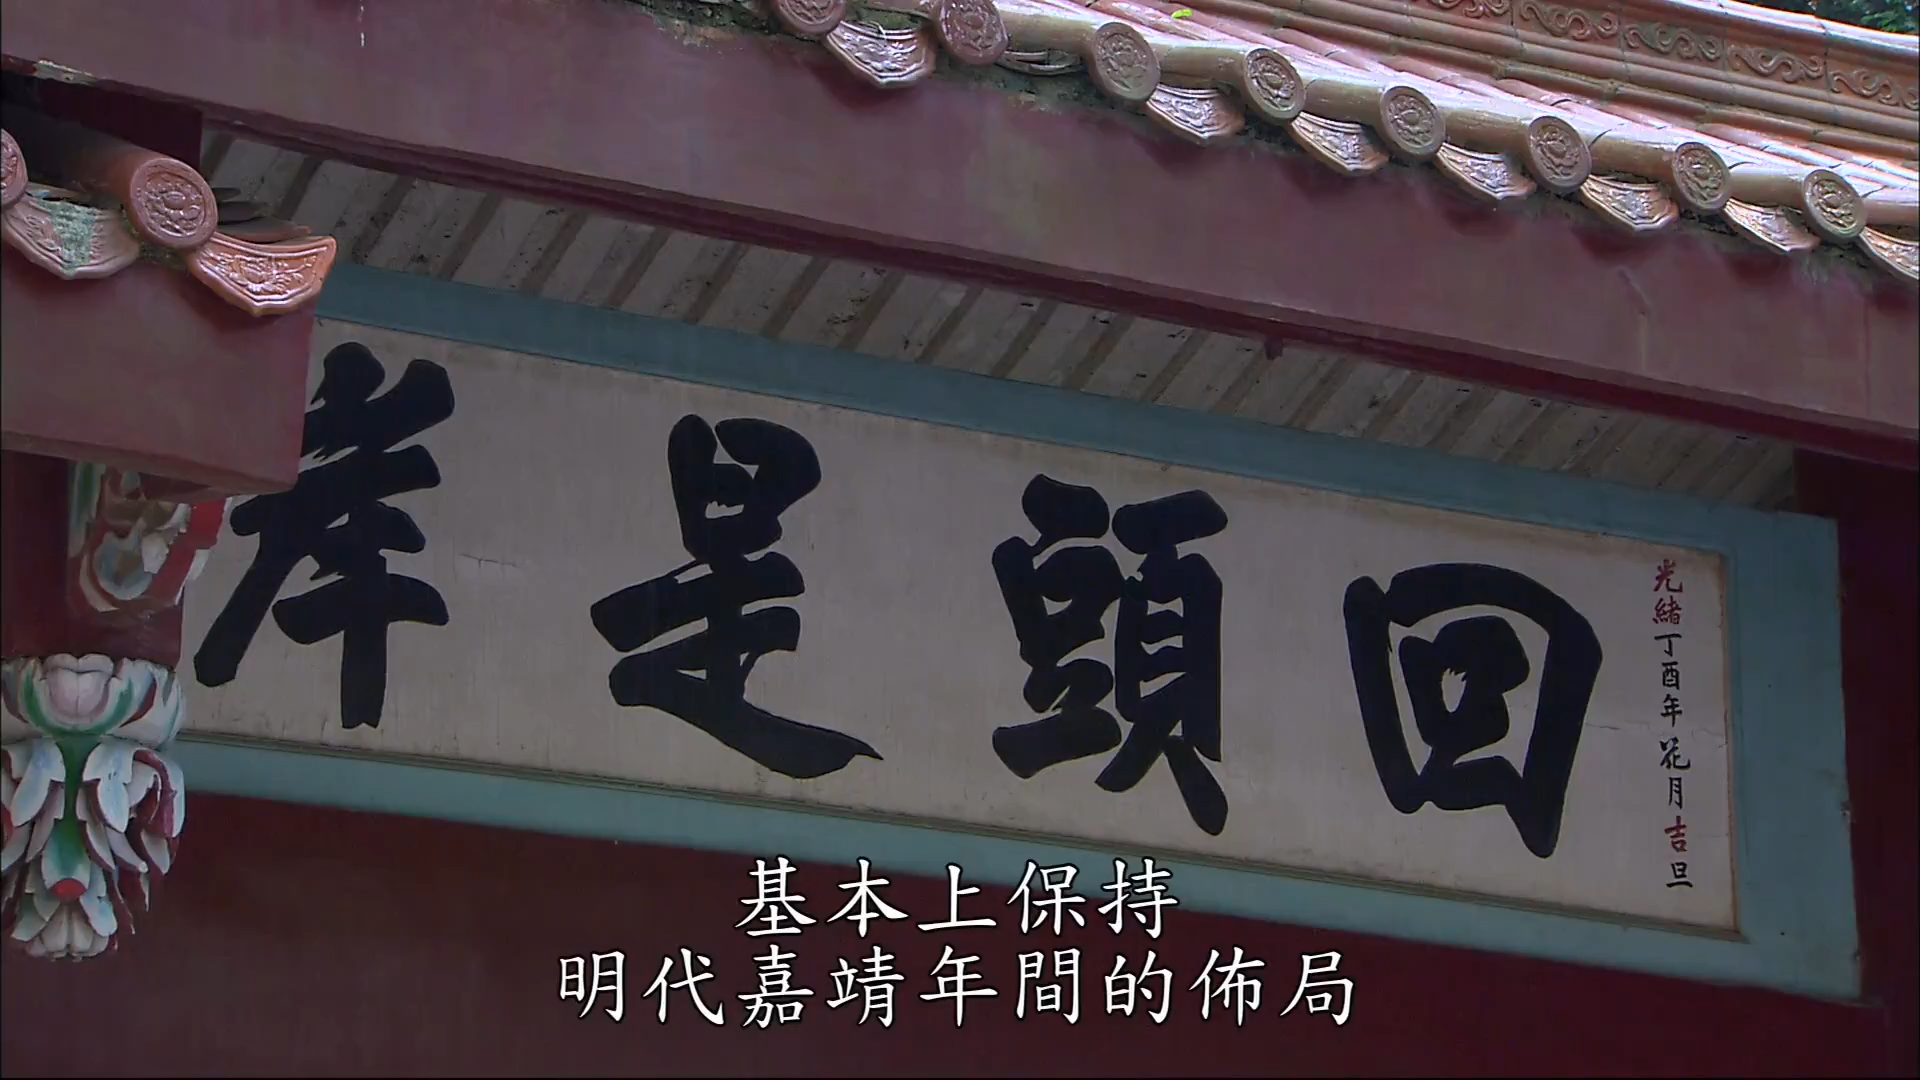 回頭是岸
光緒丁酉年花月吉旦
基本上保持
明代嘉靖年間的佈局